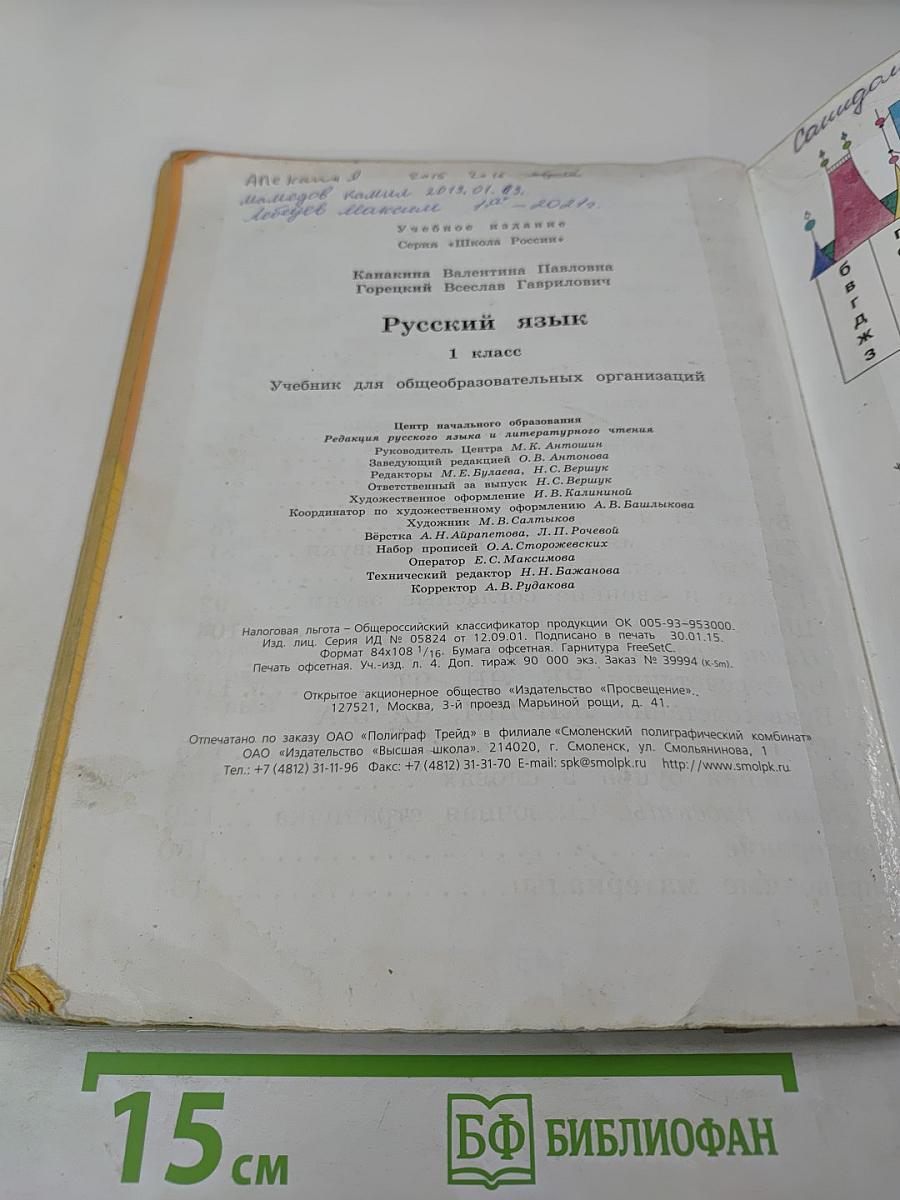 Апекина Я 2015 2016
Мамедов Камил 2019.01.09.
Лебедев Максим 1"а" – 2021г.
Учебное издание
Серия «Школа России»
Канакина Валентина Павловна
Горецкий Всеслав Гаврилович
Русский язык
1 класс
Учебник для общеобразовательных организаций
Центр начального образования
Редакция русского языка и литературного чтения
Руководитель Центра М. К. Антошин
Заведующий редакцией О. В. Антонова
Редакторы М. Е. Булаева, Н. С. Вершук
Ответственный за выпуск Н. С. Вершук
Художественное оформление И. В. Калининой
Координатор по художественному оформлению А. В. Башлыкова
Художник М. В. Салтыков
Вёрстка А. Н. Айрапетова, Л. П. Рочевой
Набор прописей О. А. Сторожевских
Оператор Е. С. Максимова
Технический редактор Н. Н. Бажанова
Корректор А. В. Рудакова
Налоговая льгота – Общероссийский классификатор продукции ОК 005-93–953000.
Изд. лиц. Серия ИД № 05824 от 12.09.01. Подписано в печать 30.01.15.
Формат 84х108 1/16. Бумага офсетная. Гарнитура FreeSetC.
Печать офсетная. Уч.-изд. л. 4. Доп. тираж 90 000 экз. Заказ № 39994 (к-Sm).
Открытое акционерное общество «Издательство «Просвещение».
127521, Москва, 3-й проезд Марьиной рощи, д. 41.
Отпечатано по заказу ОАО «Полиграф Трейд» в филиале «Смоленский полиграфический комбинат»
ОАО «Издательство «Высшая школа». 214020, г. Смоленск, ул. Смольянинова, 1
Тел.: +7 (4812) 31-11-96 Факс: +7 (4812) 31-31-70 E-mail: spk@smolpk.ru http://www.smolpk.ru
б
в
г
д
ж
з
15 см
БФ БИБЛИОФАН